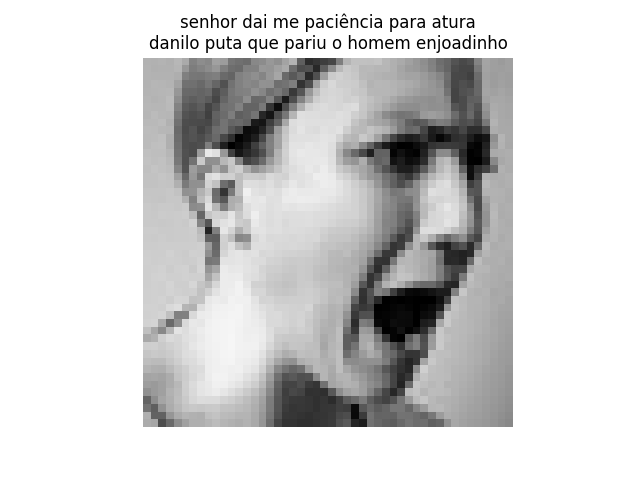 senhor dai me paciência para atura
danilo puta que pariu o homem enjoadinho